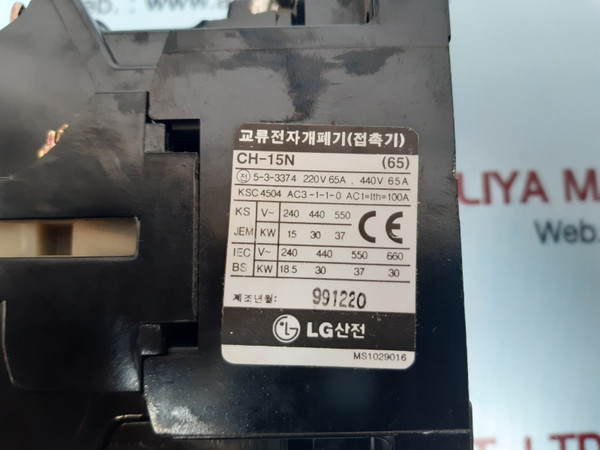 교류전자개폐기(접촉기)
CH-15N (65)
전 5-3-3374 220V 65A . 440V 65A
KSC 4504 AC3-1-1-0 AC1=Ith=100A
KS V~ 240 440 550
JEM KW 15 30 37
CE
IEC V~ 240 440 550 660
BS KW 18.5 30 37 30
제조년월: 991220
LG산전
MS1029016
LIYA MA
Web.